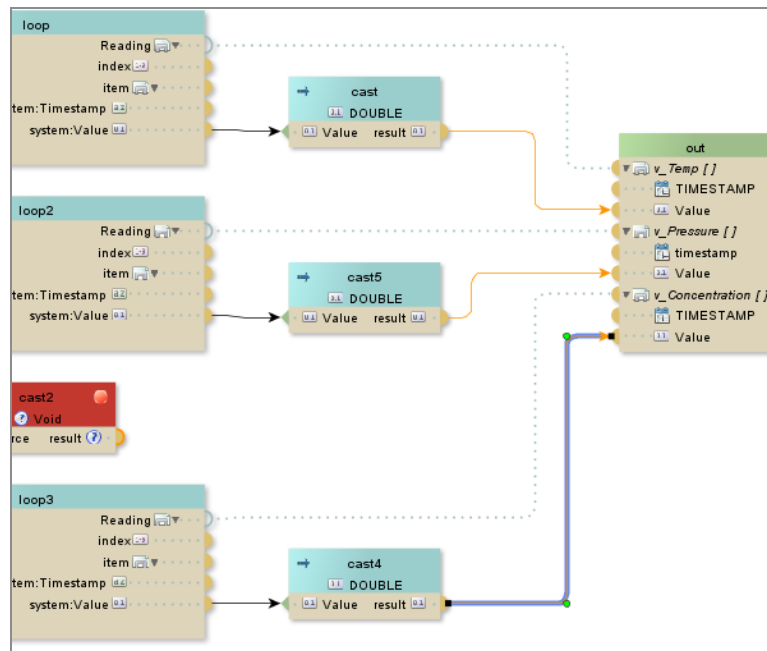 loop
Reading
index
item
tem:Timestamp
system:Value
cast
DOUBLE
Value result
out
v_Temp [ ]
TIMESTAMP
Value
v_Pressure [ ]
timestamp
Value
v_Concentration [ ]
TIMESTAMP
Value
loop2
Reading
index
item
tem:Timestamp
system:Value
cast5
DOUBLE
Value result
cast2
Void
rce result
loop3
Reading
index
item
tem:Timestamp
system:Value
cast4
DOUBLE
Value result